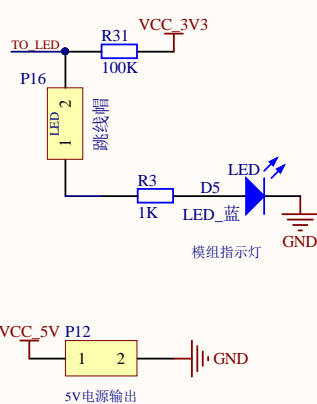 VCC_3V3
R31
TO_LED
100K
P16
LED
1 2
跳线帽
R3
1K
D5
LED
LED_蓝
GND
模组指示灯
VCC_5V
P12
1 2
GND
5V电源输出